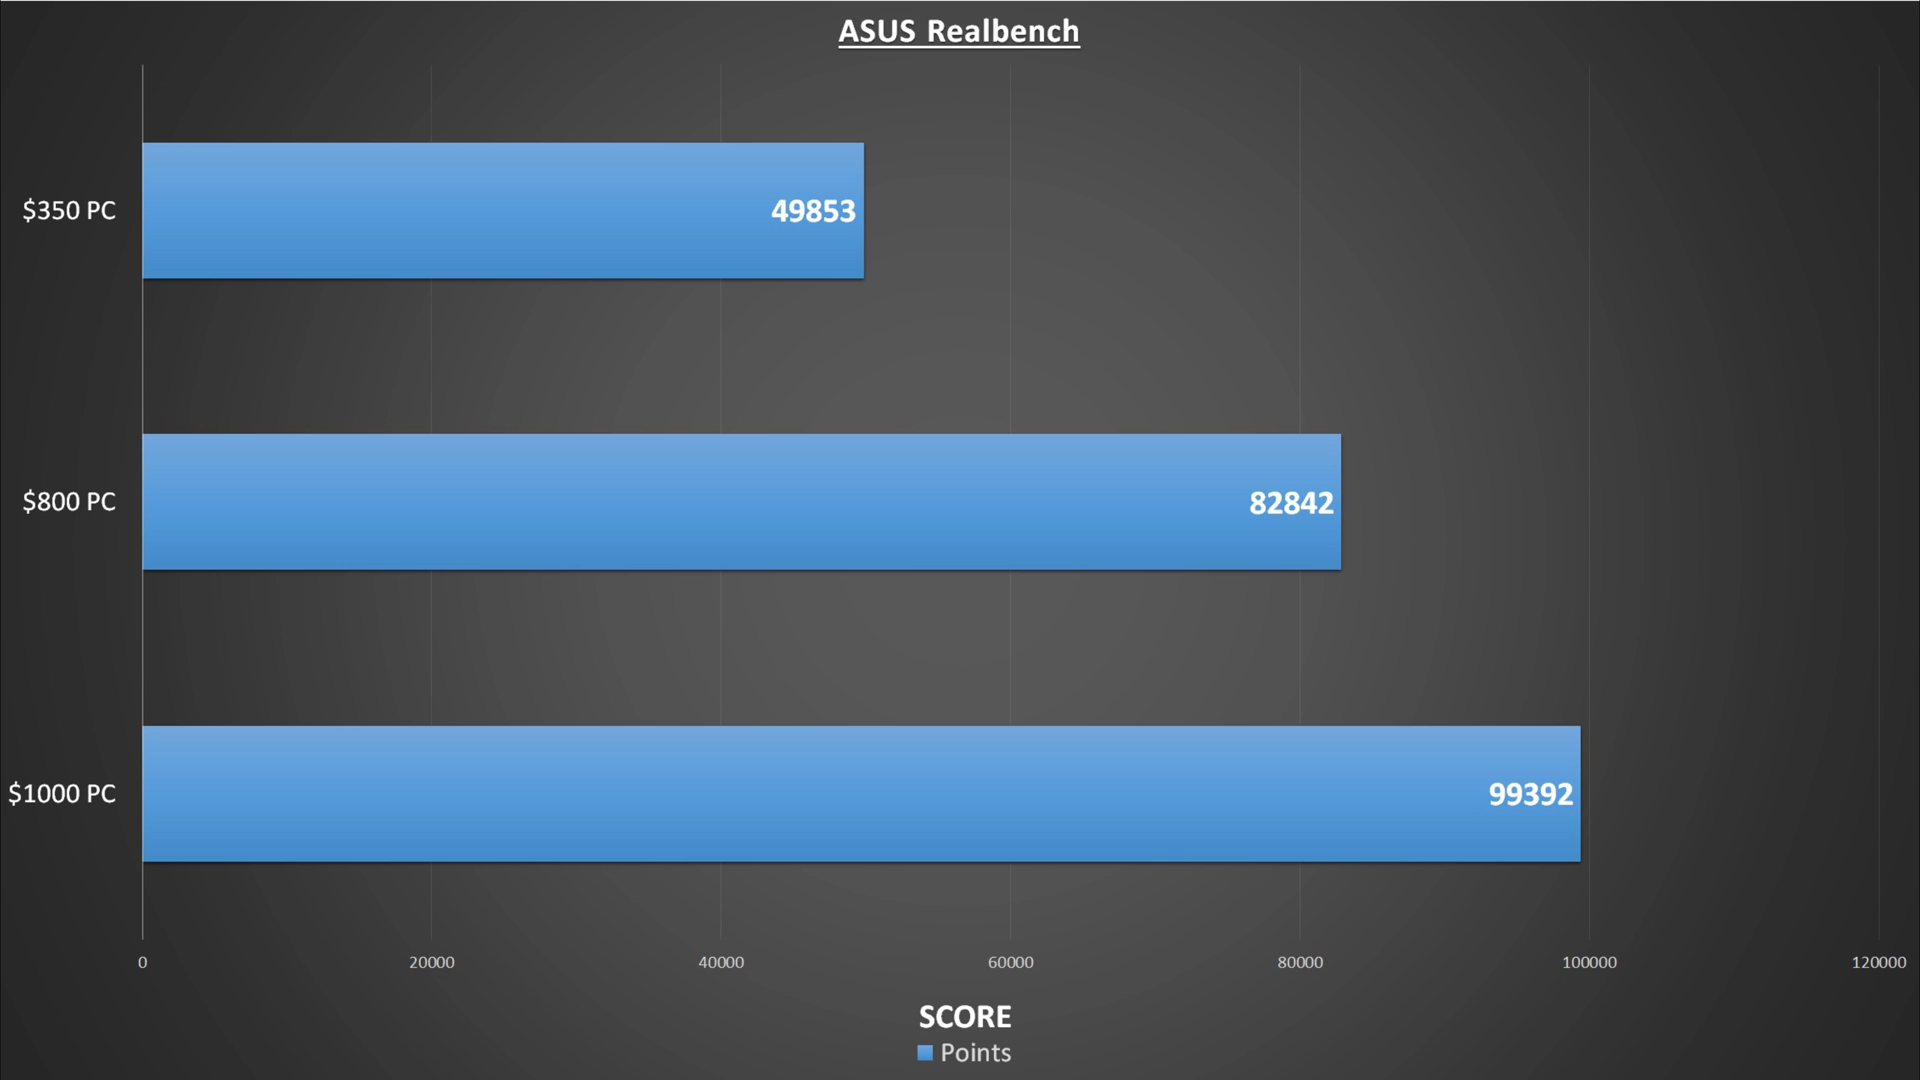 ASUS Realbench
$350 PC
49853
$800 PC
82842
$1000 PC
99392
0 20000 40000 60000 80000 100000 120000
SCORE
Points